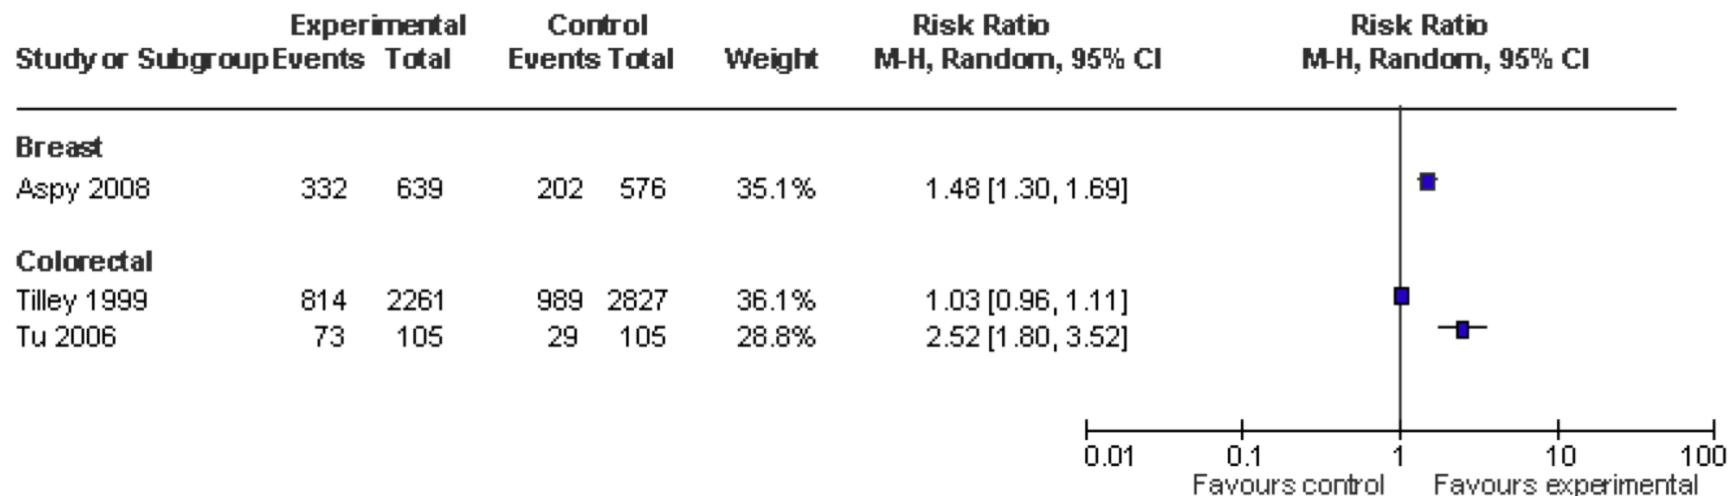 Experimental Control Risk Ratio Risk Ratio
Study or Subgroup Events Total Events Total Weight M-H, Random, 95% CI M-H, Random, 95% CI
Breast
Aspy 2008 332 639 202 576 35.1% 1.48 [1.30, 1.69]
Colorectal
Tilley 1999 814 2261 989 2827 36.1% 1.03 [0.96, 1.11]
Tu 2006 73 105 29 105 28.8% 2.52 [1.80, 3.52]
0.01 0.1 1 10 100
Favours control Favours experimental